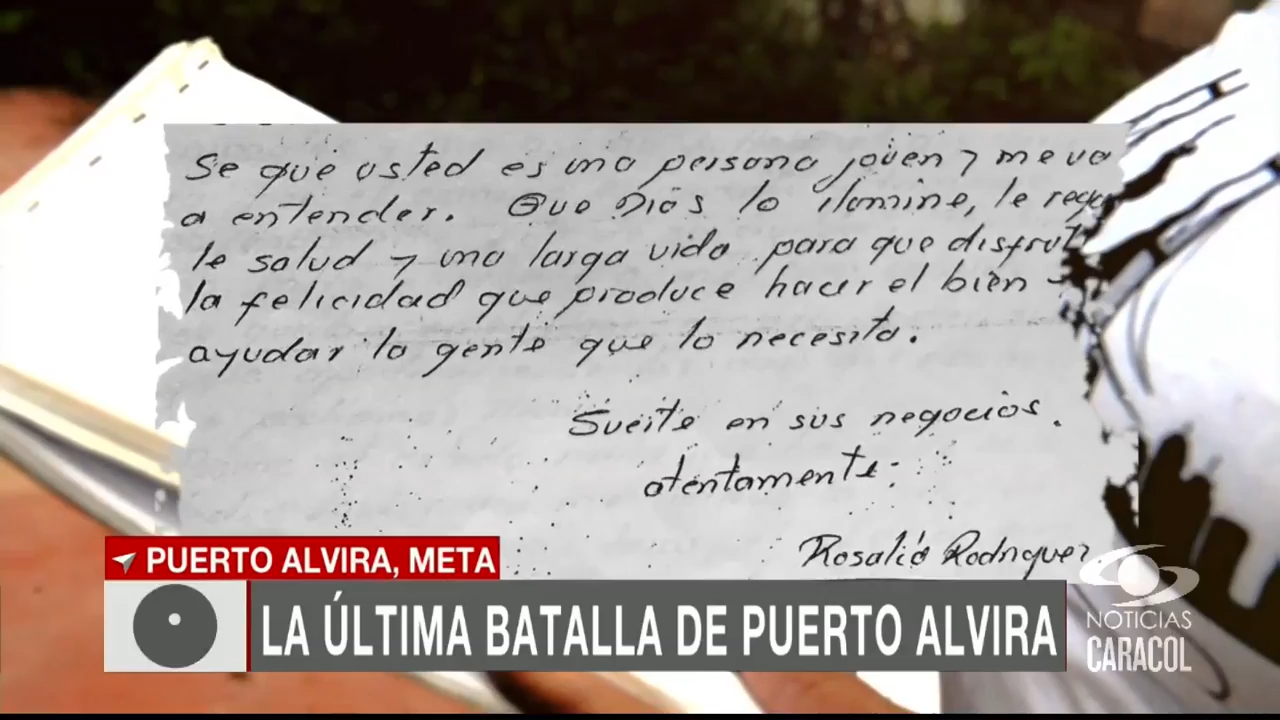 Se que usted es una persona joven y me va
a entender. Que Dios lo ilumine, le rega
le salud y una larga vida para que disfrut
la felicidad que produce hacer el bien -
ayudar la gente que lo necesita.
Suerte en sus negocios.
atentamente:
Rosalia Rodriguez
PUERTO ALVIRA, META
LA ÚLTIMA BATALLA DE PUERTO ALVIRA
NOTICIAS
CARACOL